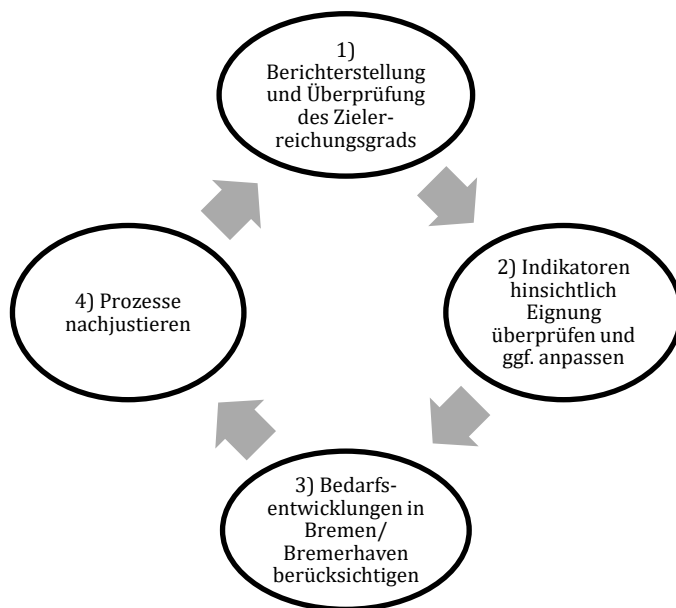 1)
Berichterstellung
und Überprüfung
des Zieler-
reichungsgrads
2) Indikatoren
hinsichtlich
Eignung
überprüfen und
ggf. anpassen
3) Bedarfs-
entwicklungen in
Bremen/
Bremerhaven
berücksichtigen
4) Prozesse
nachjustieren